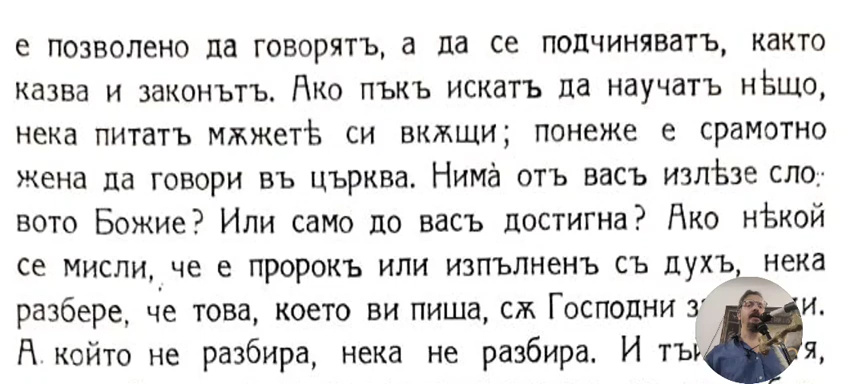 е позволено да говорятъ, а да се подчиняватъ, както
казва и законътъ. Ако пъкъ искатъ да научатъ нѣщо,
нека питатъ мѫжетѣ си вкѫщи; понеже е срамотно
жена да говори въ църква. Нимà отъ васъ излѣзе сло-
вото Божие? Или само до васъ достигна? Ако нѣкой
се мисли, че е пророкъ или изпълненъ съ духъ, нека
разбере, че това, което ви пиша, сѫ Господни
А който не разбира, нека не разбира. И